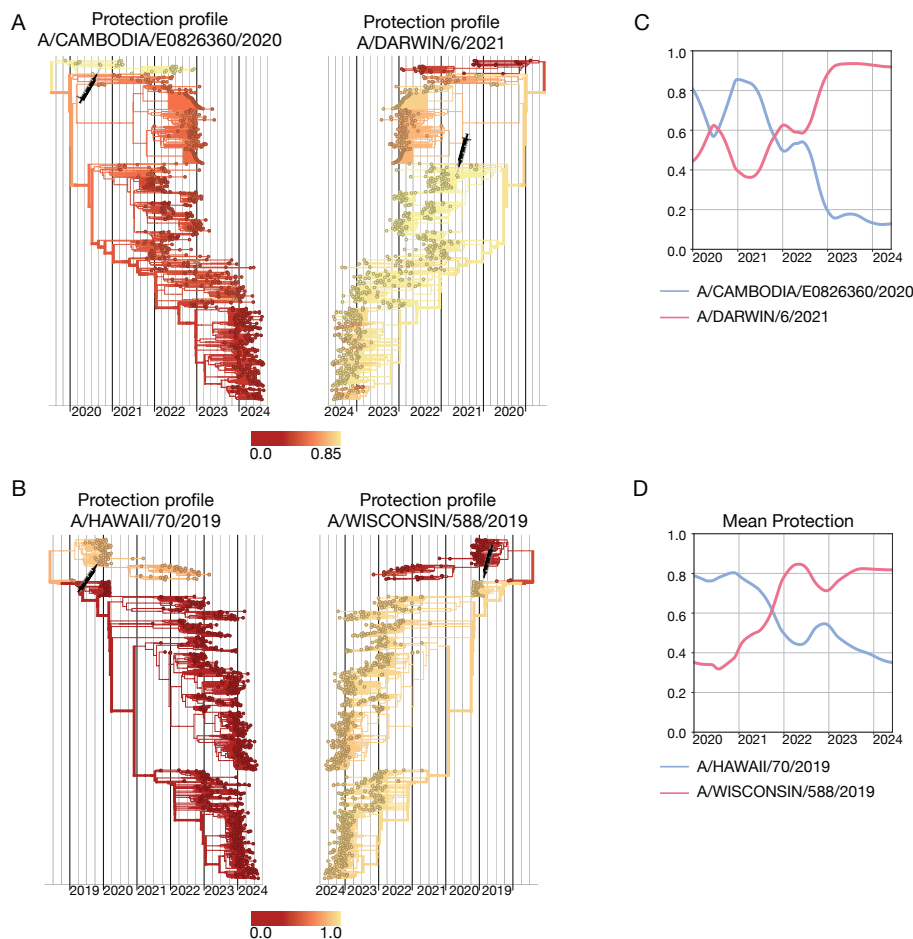 A
Protection profile
A/CAMBODIA/E0826360/2020
Protection profile
A/DARWIN/6/2021
2020 2021 2022 2023 2024
2024 2023 2022 2021 2020
0.0 0.85
C
1.0
0.8
0.6
0.4
0.2
0.0
2020 2021 2022 2023 2024
A/CAMBODIA/E0826360/2020
A/DARWIN/6/2021
B
Protection profile
A/HAWAII/70/2019
Protection profile
A/WISCONSIN/588/2019
2019 2020 2021 2022 2023 2024
2024 2023 2022 2021 2020 2019
0.0 1.0
D
Mean Protection
1.0
0.8
0.6
0.4
0.2
0.0
2020 2021 2022 2023 2024
A/HAWAII/70/2019
A/WISCONSIN/588/2019